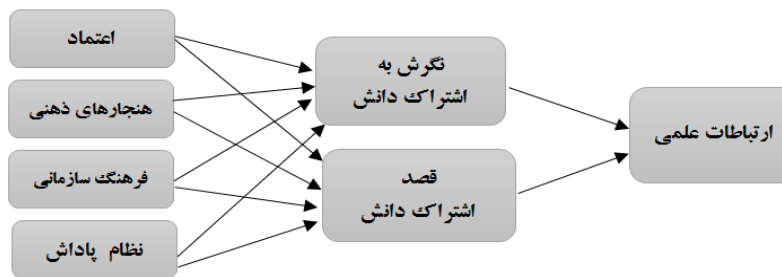 اعتماد
هنجارهای ذهنی
فرهنگ سازمانی
نظام پاداش
نگرش به
اشتراک دانش
قصد
اشتراک دانش
ارتباطات علمی